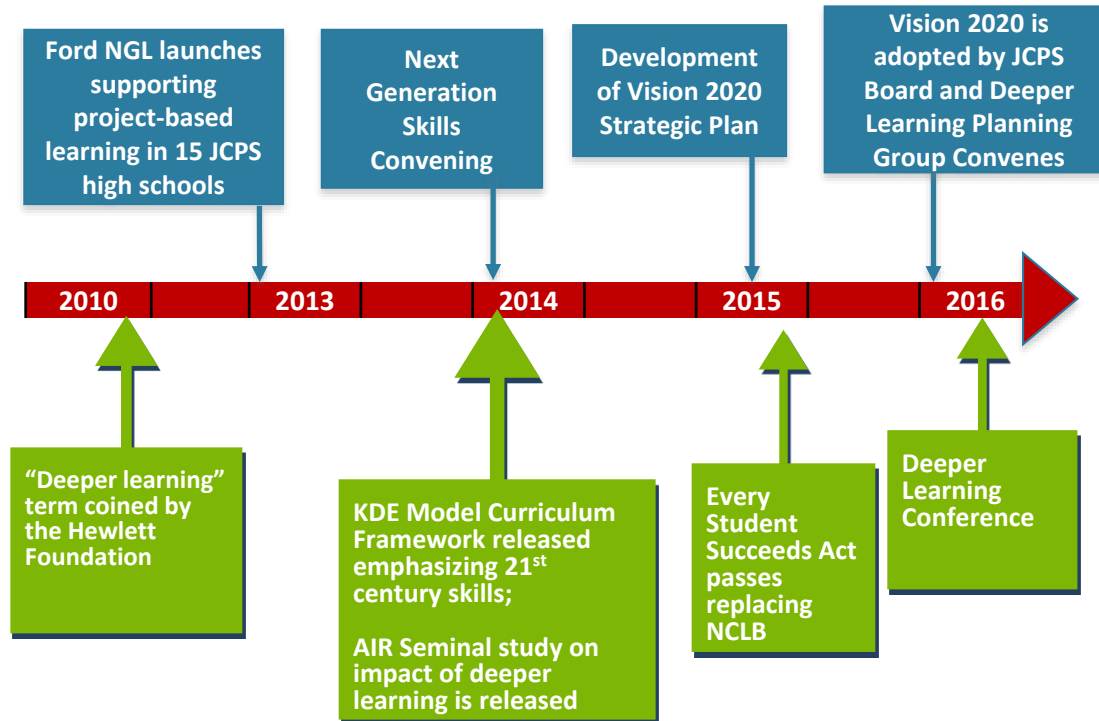 Ford NGL launches
supporting
project-based
learning in 15 JCPS
high schools
Next
Generation
Skills
Convening
Development
of Vision 2020
Strategic Plan
Vision 2020 is
adopted by JCPS
Board and Deeper
Learning Planning
Group Convenes
2010
2013
2014
2015
2016
“Deeper learning”
term coined by
the Hewlett
Foundation
KDE Model Curriculum
Framework released
emphasizing 21st
century skills;
AIR Seminal study on
impact of deeper
learning is released
Every
Student
Succeeds Act
passes
replacing
NCLB
Deeper
Learning
Conference